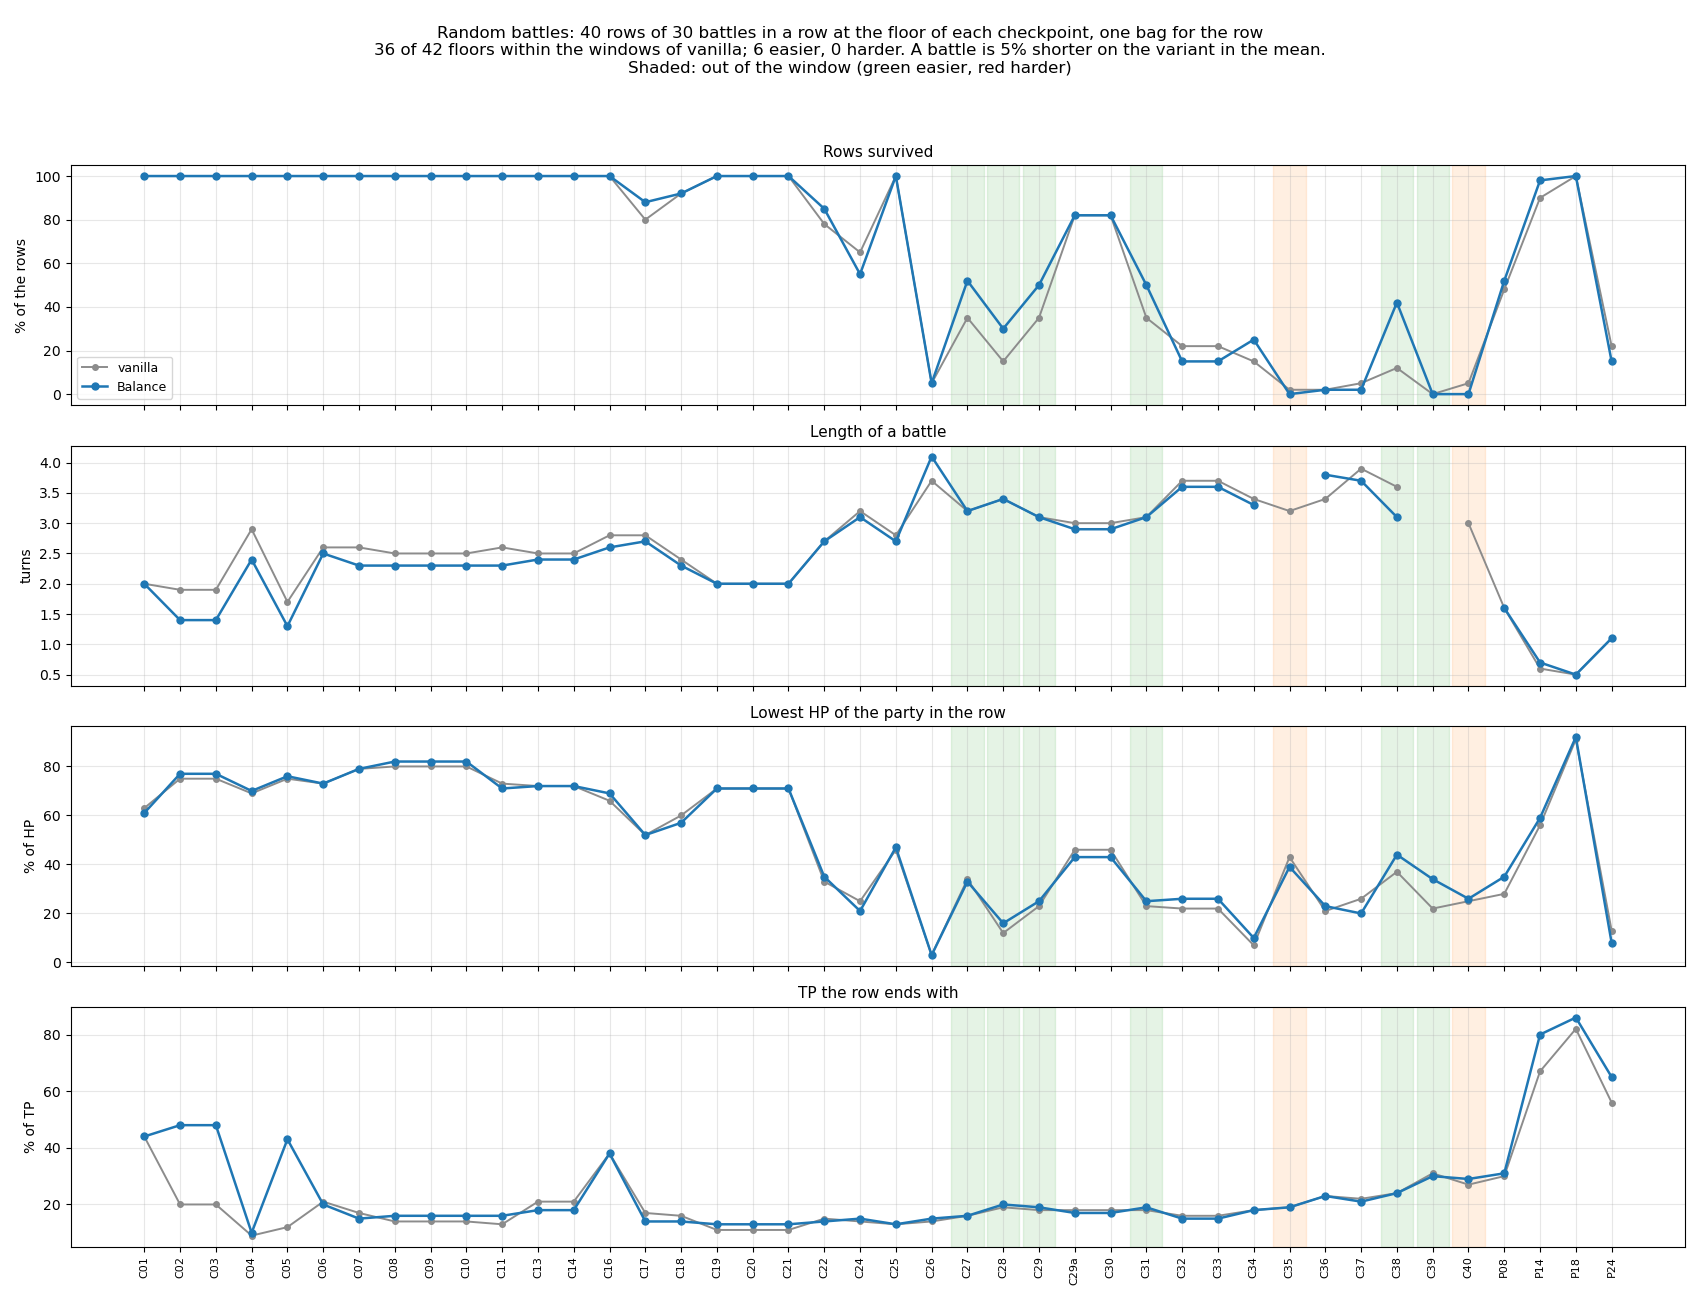 Random battles: 40 rows of 30 battles in a row at the floor of each checkpoint, one bag for the row
36 of 42 floors within the windows of vanilla; 6 easier, 0 harder. A battle is 5% shorter on the variant in the mean.
Shaded: out of the window (green easier, red harder)
Rows survived
100
80
60
40
20
0
% of the rows
vanilla
Balance
Length of a battle
4.0
3.5
3.0
2.5
2.0
1.5
1.0
0.5
turns
Lowest HP of the party in the row
80
60
40
20
0
% of HP
TP the row ends with
80
60
40
20
% of TP
C01 C02 C03 C04 C05 C06 C07 C08 C09 C10 C11 C13 C14 C16 C17 C18 C19 C20 C21 C22 C24 C25 C26 C27 C28 C29 C29a C30 C31 C32 C33 C34 C35 C36 C37 C38 C39 C40 P08 P14 P18 P24